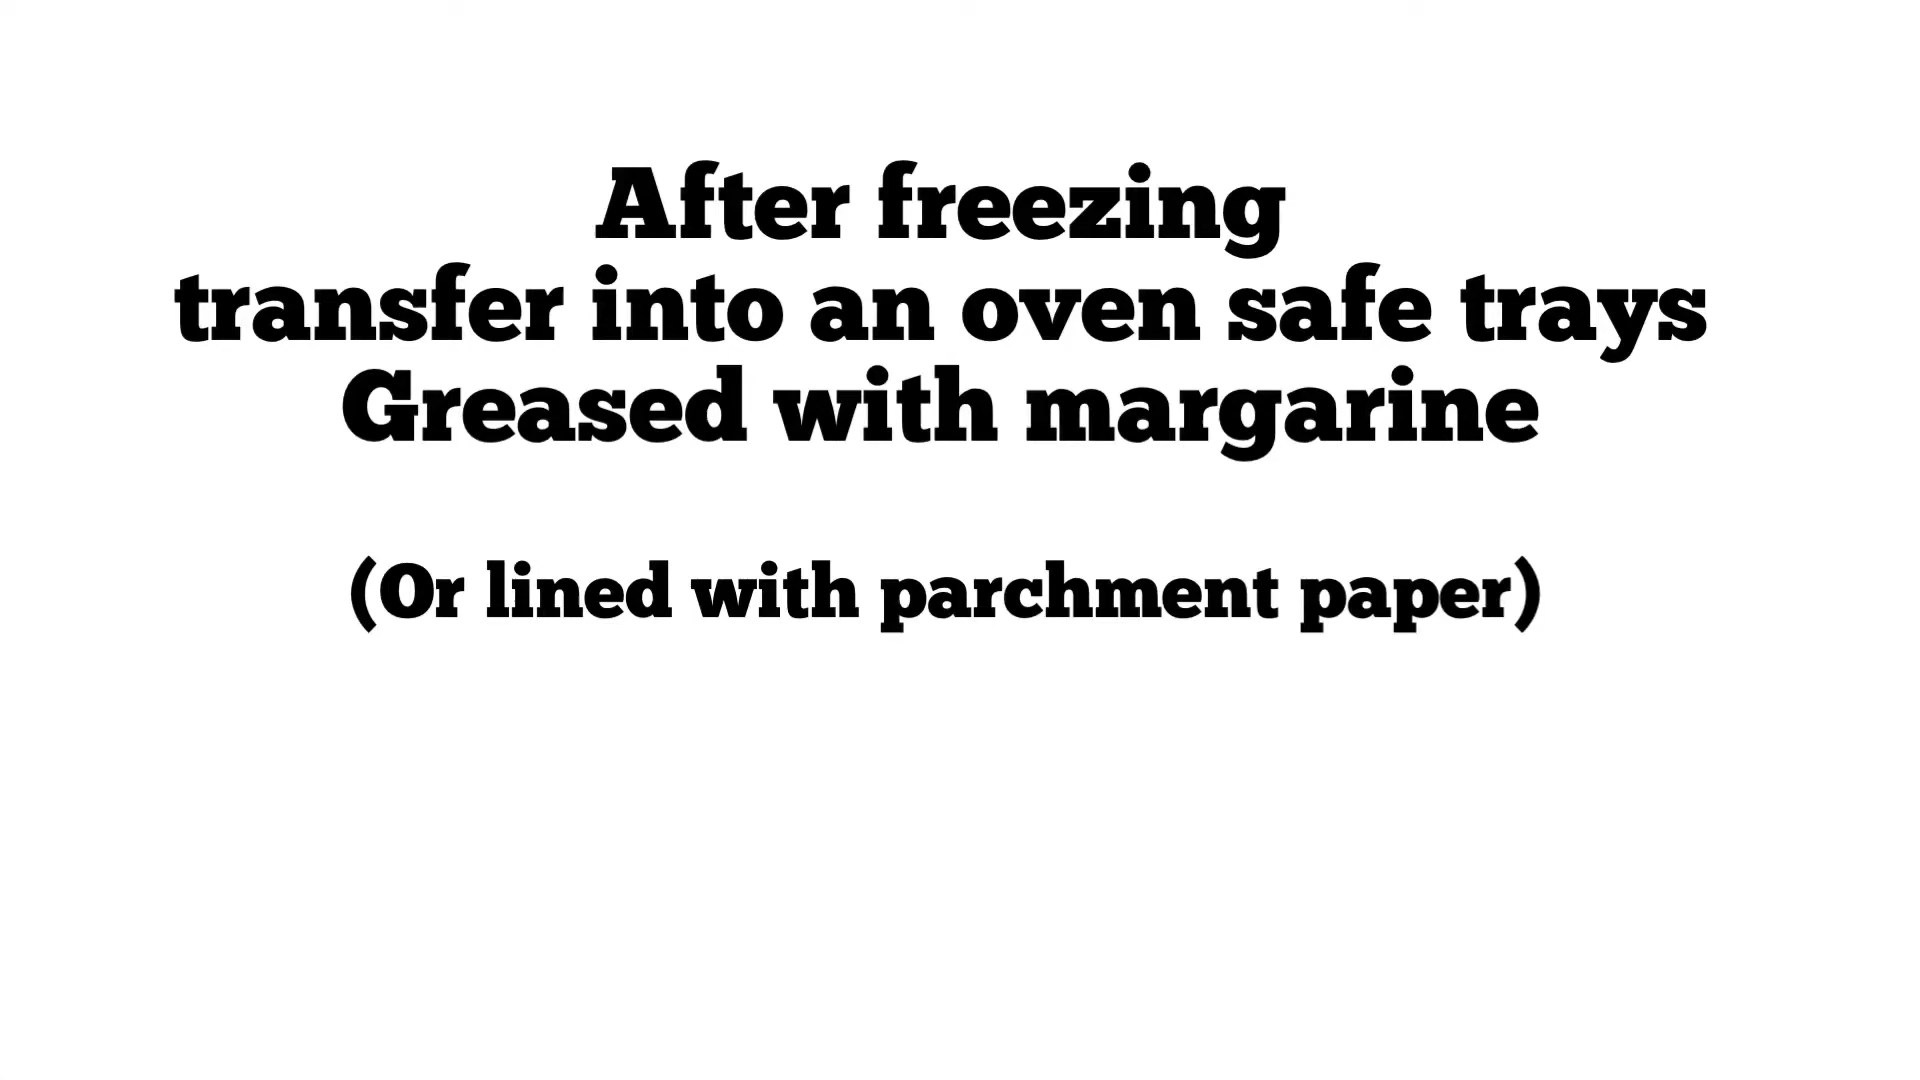 After freezing
transfer into an oven safe trays
Greased with margarine
(Or lined with parchment paper)